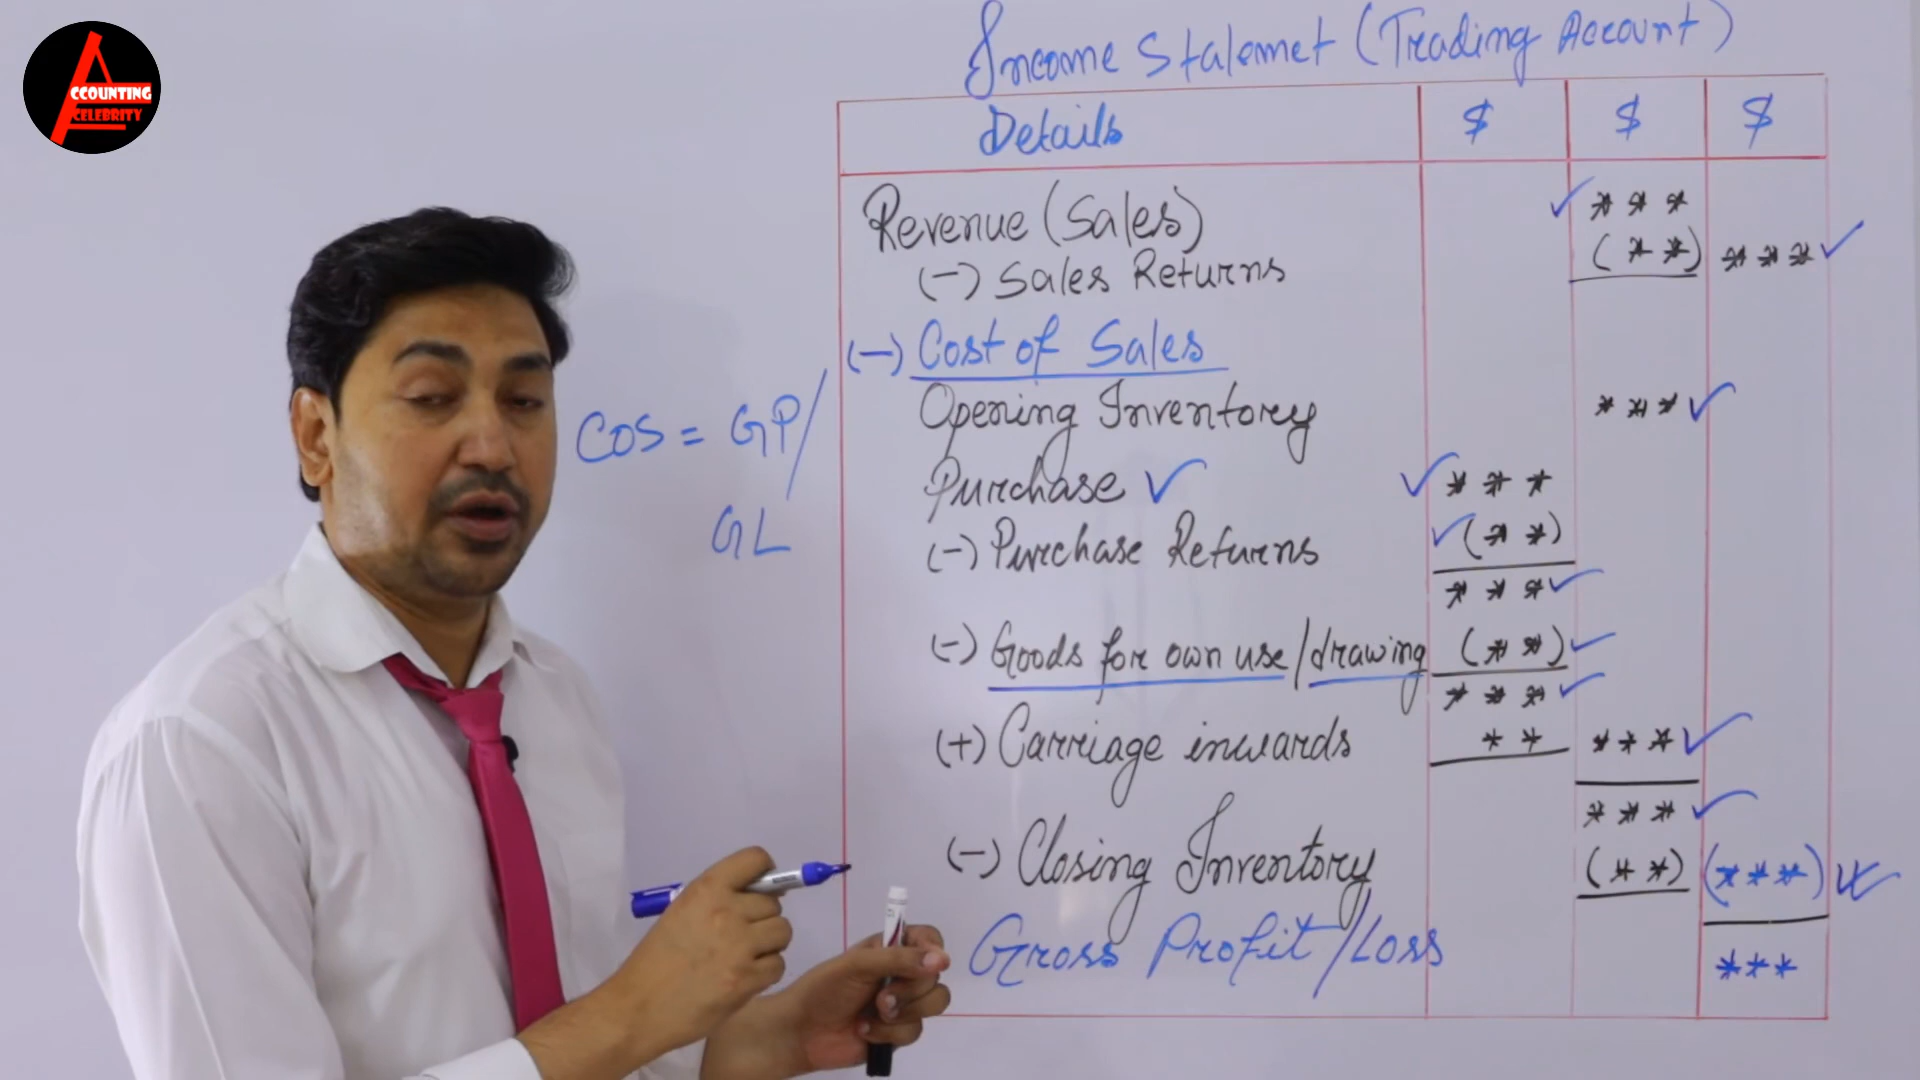 ACCOUNTING
CELEBRITY
Income Statemet (Trading Account)
Details $ $ $
Revenue (Sales) * * *
(-) Sales Returns (* *) * * *
(-) Cost of Sales
Opening Inventory * * *
Purchase * * *
(-) Purchase Returns (* *)
* * *
(-) Goods for own use / drawing (* *)
* * *
(+) Carriage inwards * * * * *
* * *
(-) Closing Inventory (* *) (* * *)
Gross Profit / Loss * * *
COS = GP/
GL